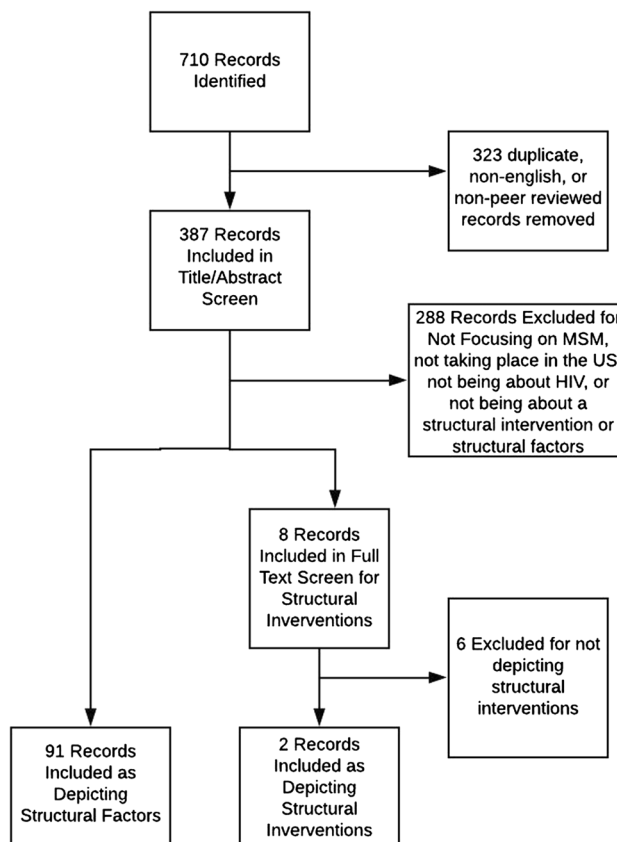 710 Records
Identified
323 duplicate,
non-english, or
non-peer reviewed
records removed
387 Records
Included in
Title/Abstract
Screen
288 Records Excluded for
Not Focusing on MSM,
not taking place in the US
not being about HIV, or
not being about a
structural intervention or
structural factors
8 Records
Included in Full
Text Screen for
Structural
Inverventions
6 Excluded for not
depicting
structural
interventions
91 Records
Included as
Depicting
Structural Factors
2 Records
Included as
Depicting
Structural
Inverventions